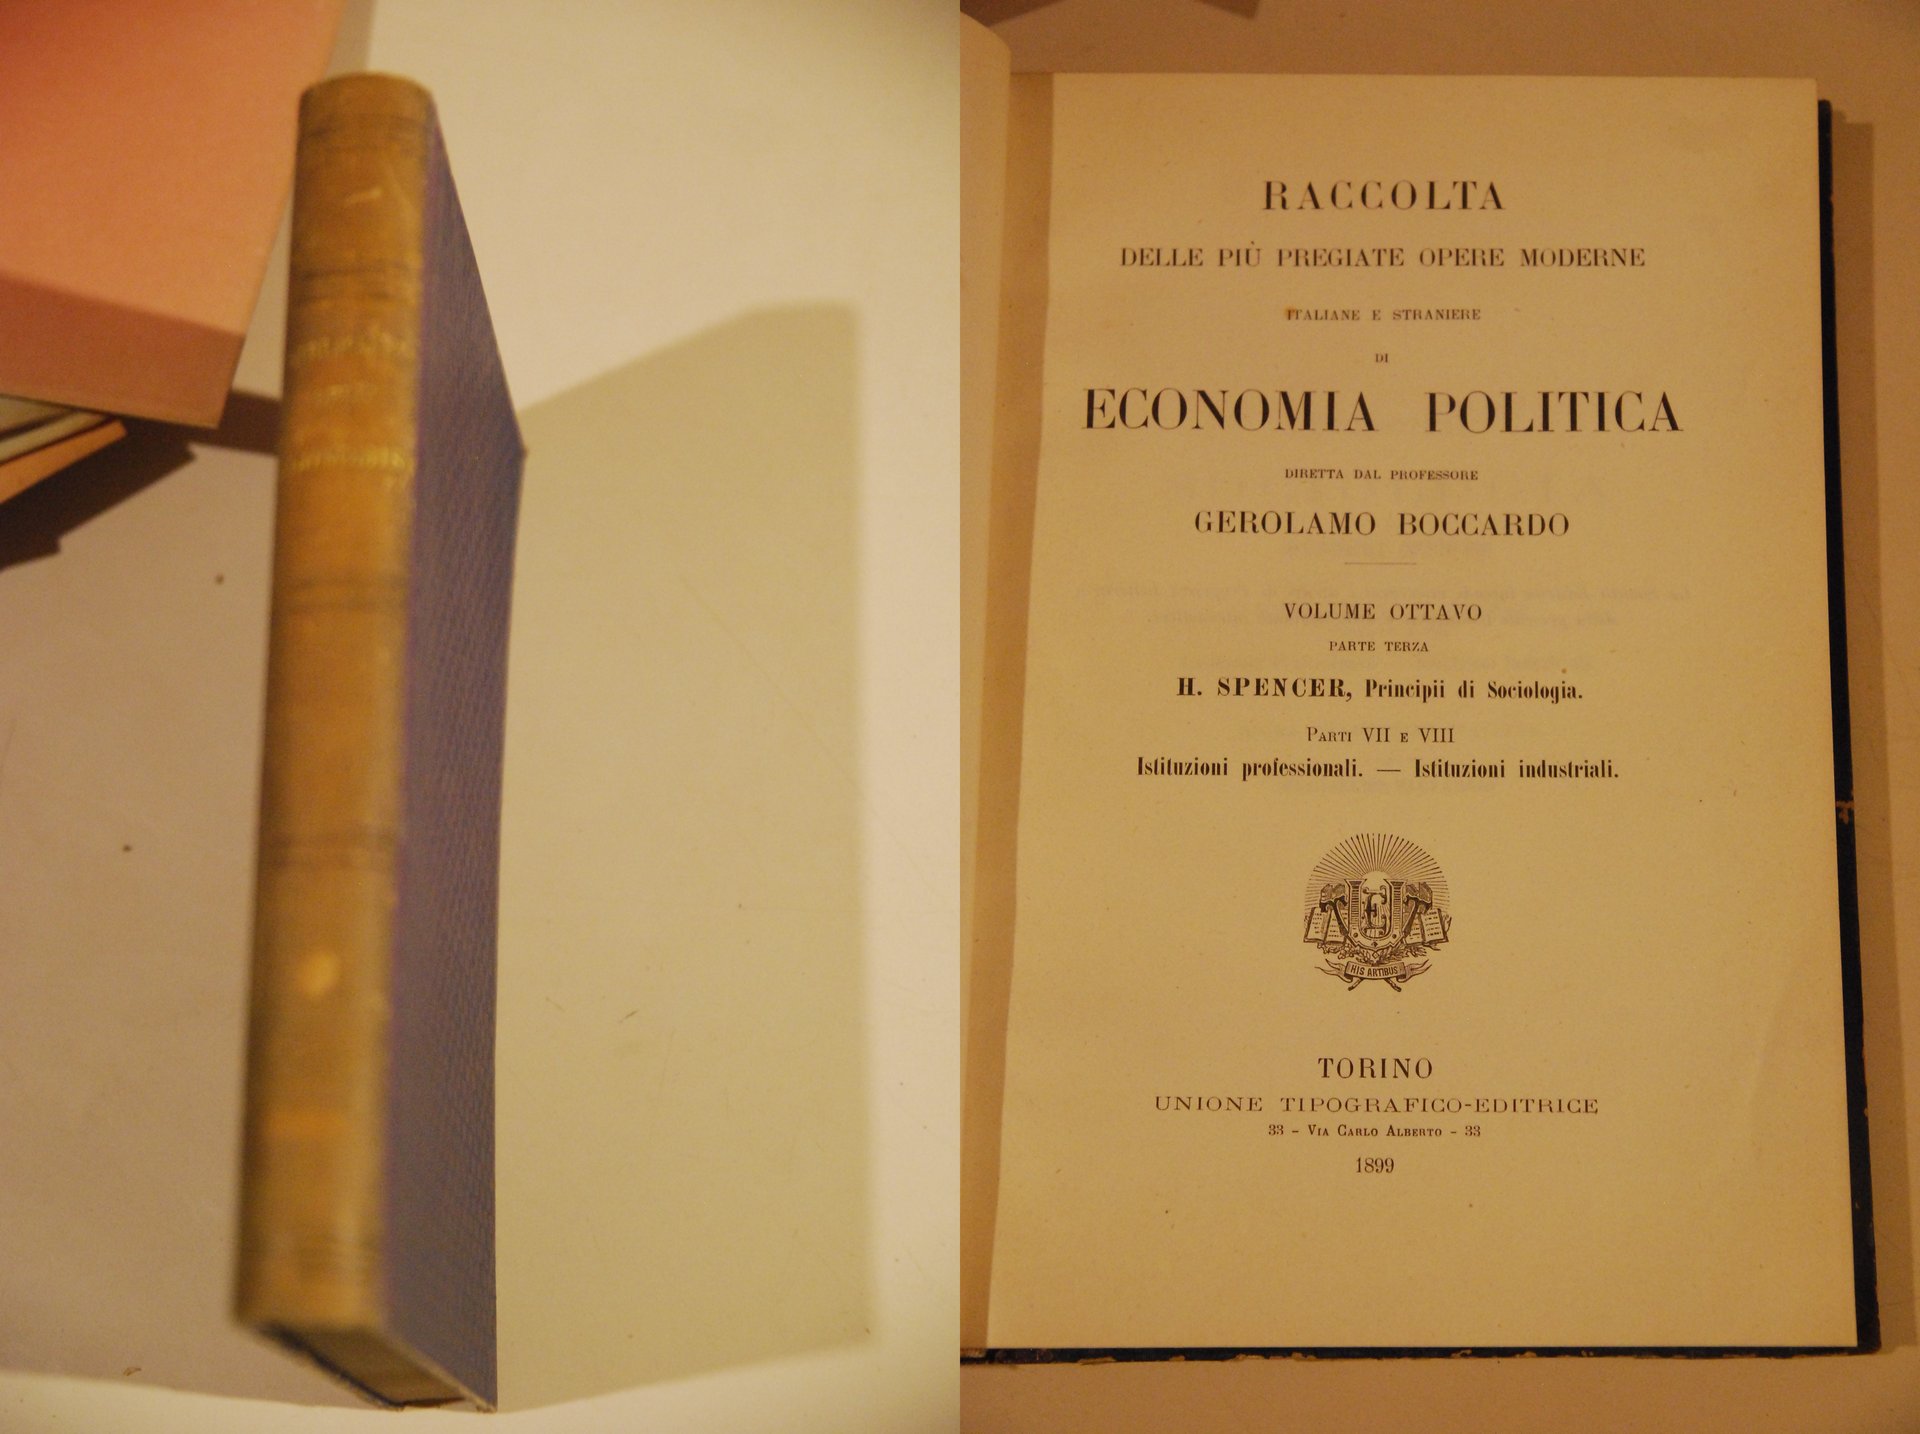 RACCOLTA
DELLE PIÙ PREGIATE OPERE MODERNE
ITALIANE E STRANIERE
DI
ECONOMIA POLITICA
DIRETTA DAL PROFESSORE
GEROLAMO BOCCARDO
VOLUME OTTAVO
PARTE TERZA
H. SPENCER, Principii di Sociologia.
PARTI VII E VIII
Istituzioni professionali. — Istituzioni industriali.
HIS ARTIBUS
TORINO
UNIONE TIPOGRAFICO-EDITRICE
33 - VIA CARLO ALBERTO - 33
1899